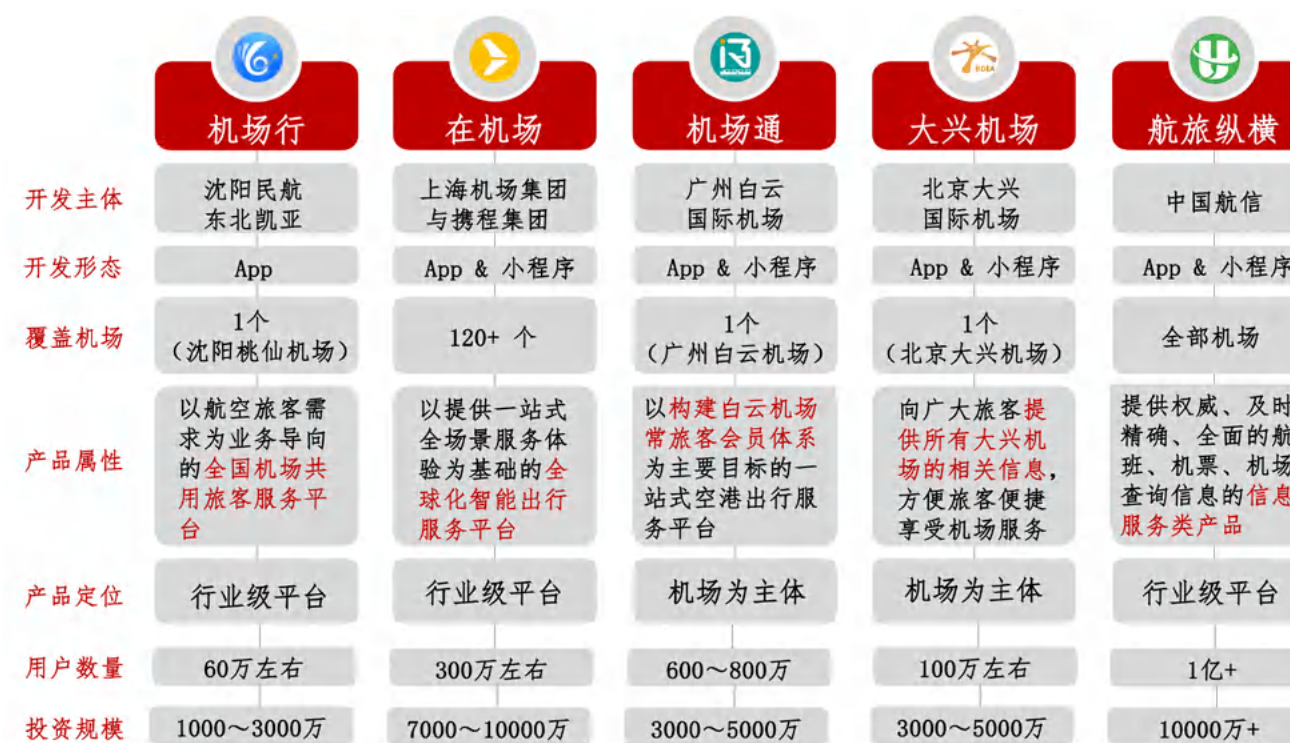 机场行
在机场
机场通
大兴机场
航旅纵横
开发主体
沈阳民航
东北凯亚
上海机场集团
与携程集团
广州白云
国际机场
北京大兴
国际机场
中国航信
开发形态
App
App & 小程序
App & 小程序
App & 小程序
App & 小程序
覆盖机场
1个
(沈阳桃仙机场)
120+ 个
1个
(广州白云机场)
1个
(北京大兴机场)
全部机场
产品属性
以航空旅客需
求为业务导向
的全国机场共
用旅客服务平
台
以提供一站式
全场景服务体
验为基础的全
球化智能出行
服务平台
以构建白云机场
常旅客会员体系
为主要目标的一
站式空港出行服
务平台
向广大旅客提
供所有大兴机
场的相关信息,
方便旅客便捷
享受机场服务
提供权威、及时
精确、全面的航
班、机票、机场
查询信息的信息
服务类产品
产品定位
行业级平台
行业级平台
机场为主体
机场为主体
行业级平台
用户数量
60万左右
300万左右
600～800万
100万左右
1亿+
投资规模
1000～3000万
7000～10000万
3000～5000万
3000～5000万
10000万+